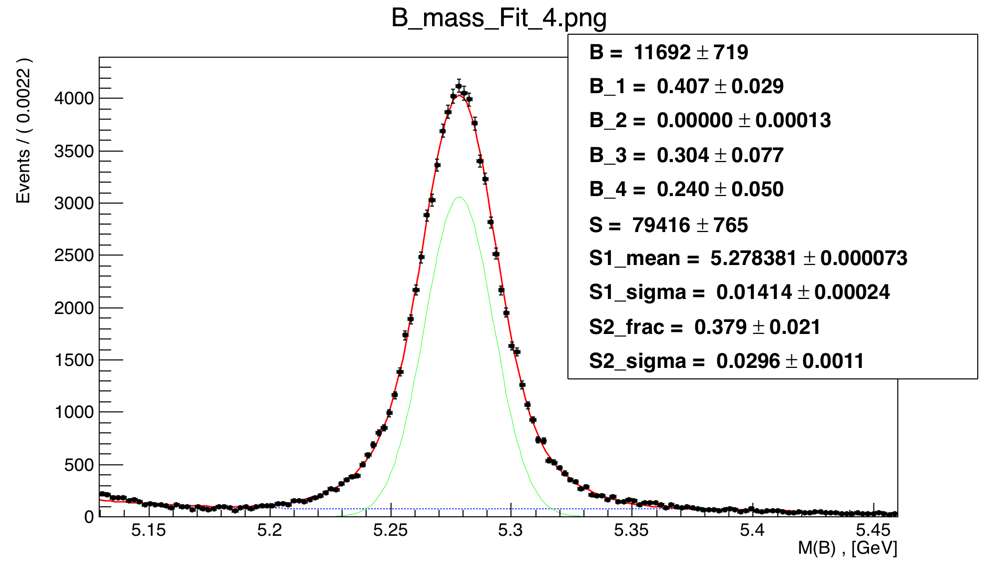 B_mass_Fit_4.png
B = 11692 ± 719
B_1 = 0.407 ± 0.029
B_2 = 0.00000 ± 0.00013
B_3 = 0.304 ± 0.077
B_4 = 0.240 ± 0.050
S = 79416 ± 765
S1_mean = 5.278381 ± 0.000073
S1_sigma = 0.01414 ± 0.00024
S2_frac = 0.379 ± 0.021
S2_sigma = 0.0296 ± 0.0011
Events / ( 0.0022 )
4000
3500
3000
2500
2000
1500
1000
500
0
5.15 5.2 5.25 5.3 5.35 5.4 5.45
M(B) , [GeV]